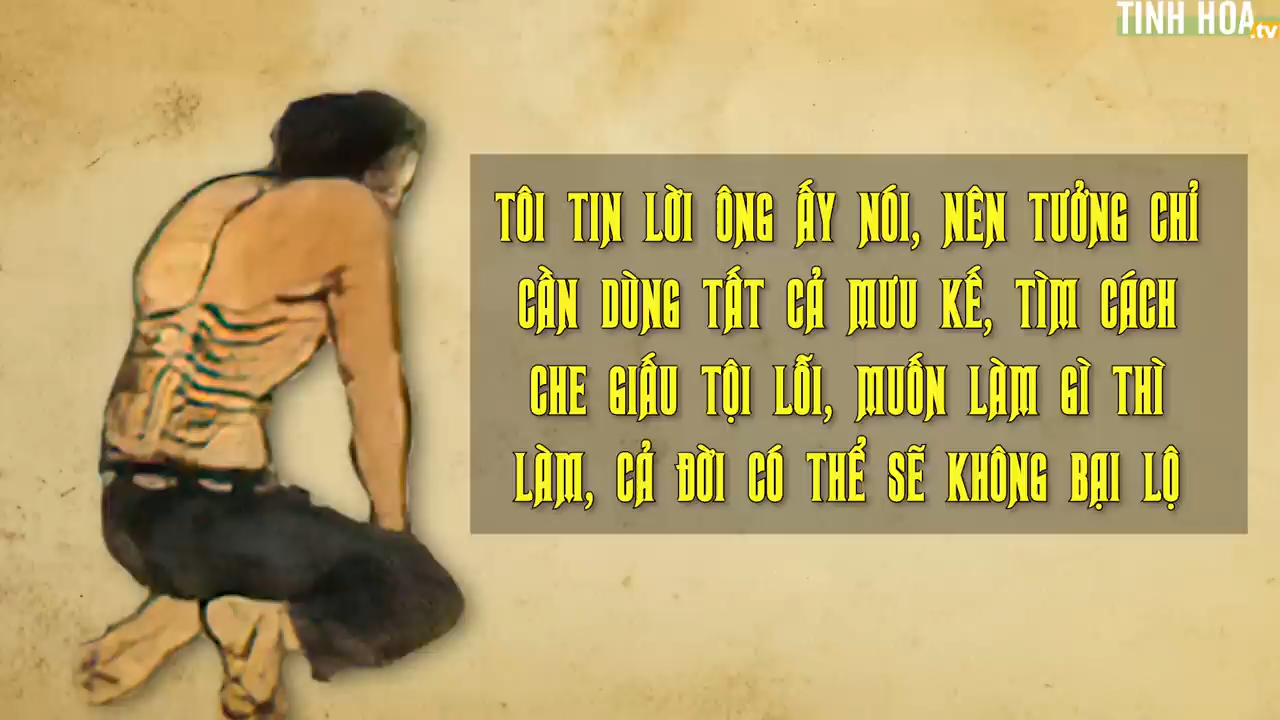 TINH HOA.tv
TÔI TIN LỜI ÔNG ẤY NÓI, NÊN TƯỞNG CHỈ
CẦN DÙNG TẤT CẢ MƯU KẾ, TÌM CÁCH
CHE GIẤU TỘI LỖI, MUỐN LÀM GÌ THÌ
LÀM, CẢ ĐỜI CÓ THỂ SẼ KHÔNG BẠI LỘ